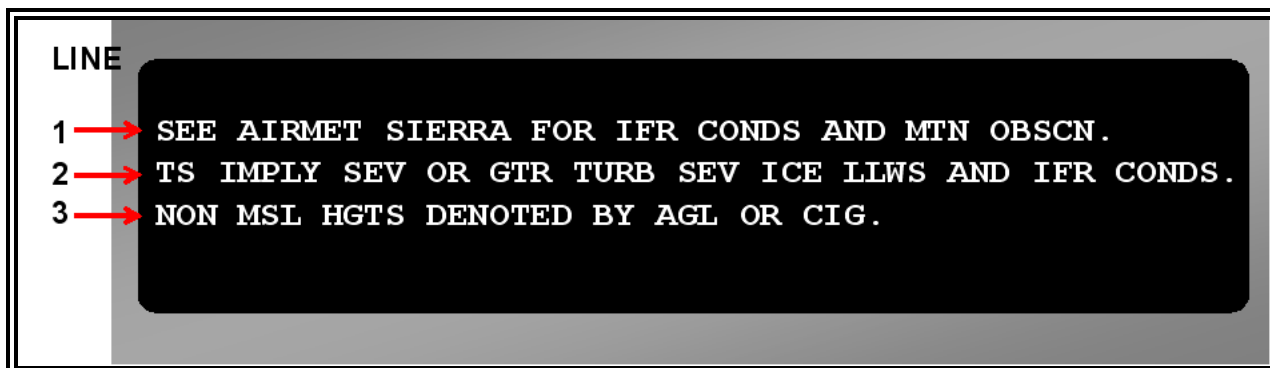 LINE
1 SEE AIRMET SIERRA FOR IFR CONDS AND MTN OBSCN.
2 TS IMPLY SEV OR GTR TURB SEV ICE LLWS AND IFR CONDS.
3 NON MSL HGTS DENOTED BY AGL OR CIG.